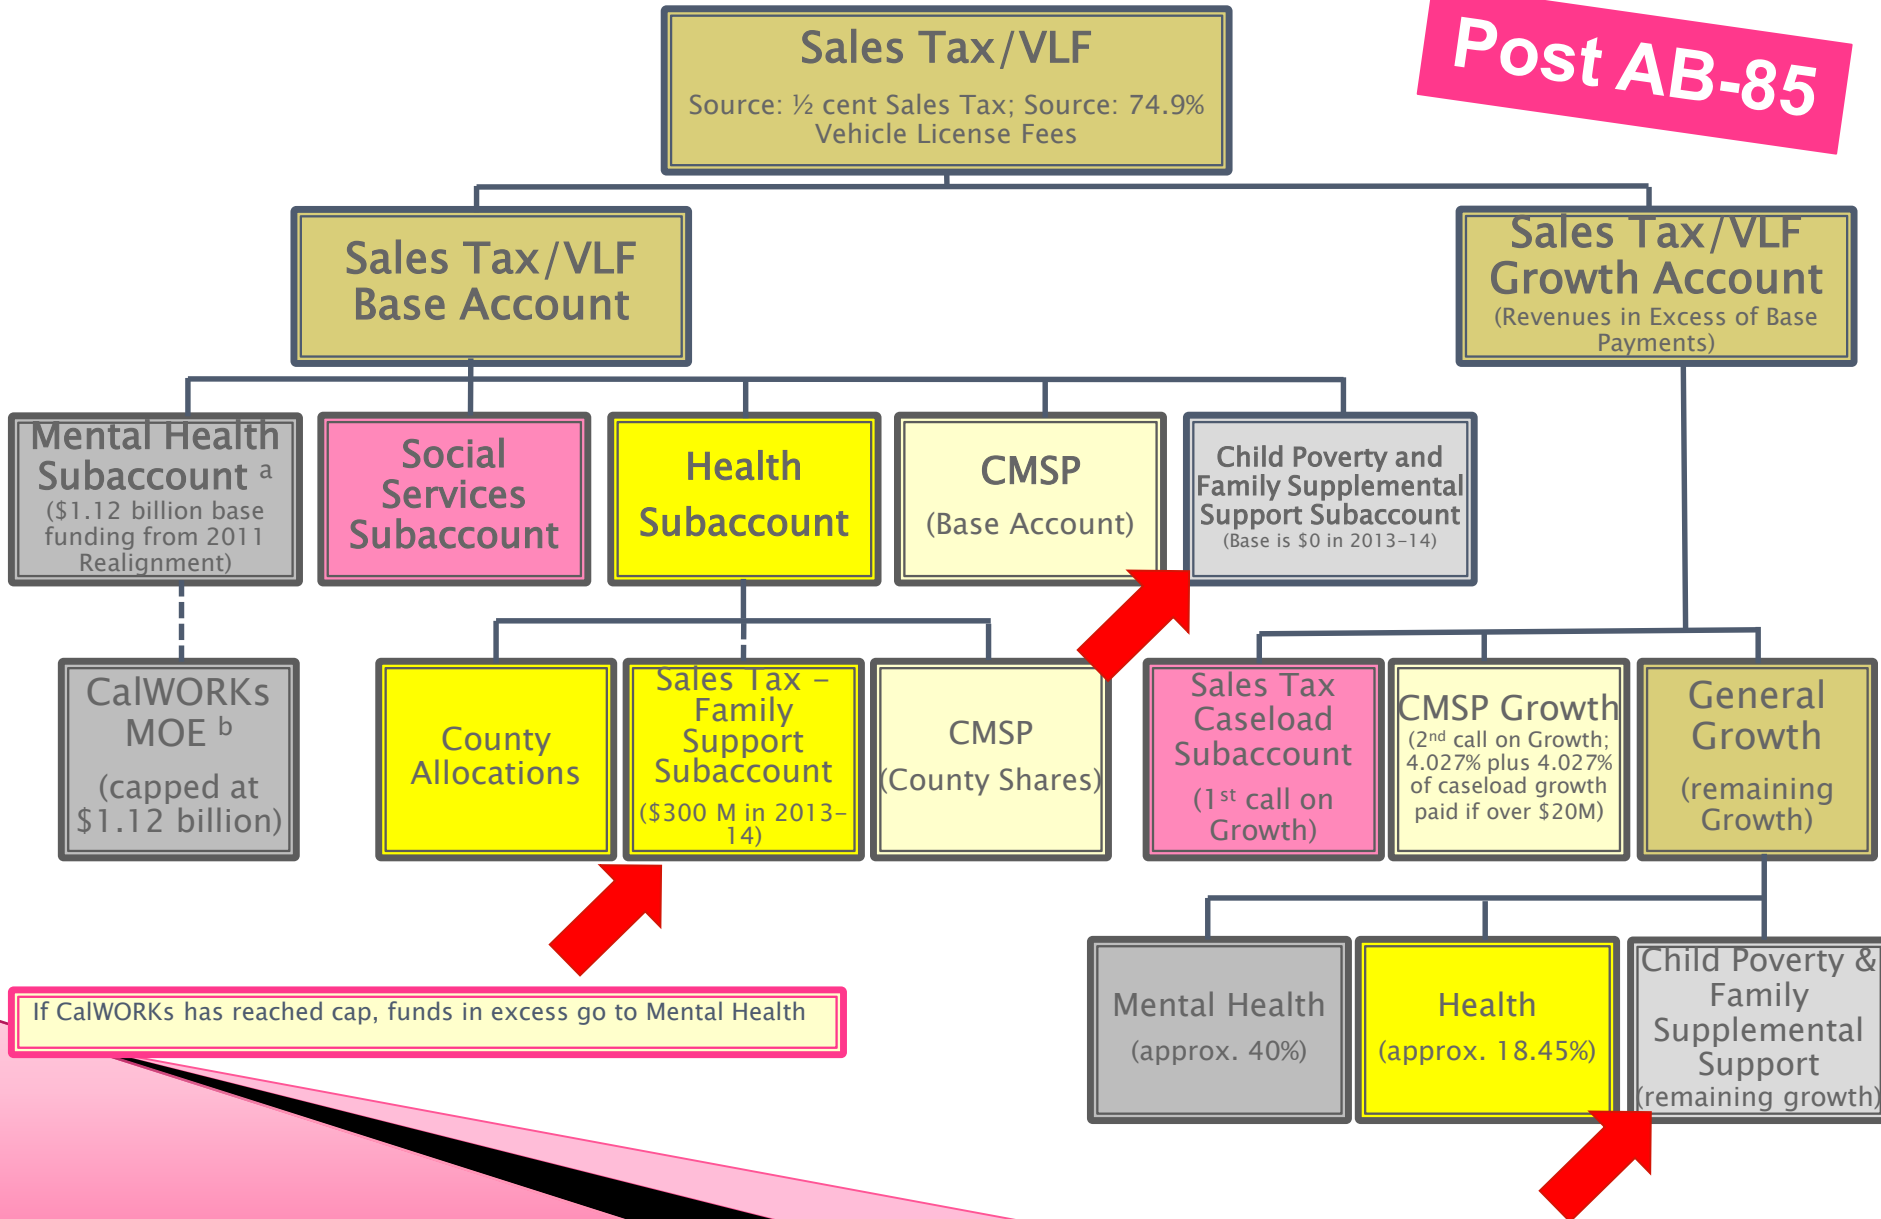 Sales Tax/VLF
Source: ½ cent Sales Tax; Source: 74.9%
Vehicle License Fees
Post AB-85
Sales Tax/VLF
Base Account
Sales Tax/VLF
Growth Account
(Revenues in Excess of Base
Payments)
Mental Health
Subaccount a
($1.12 billion base
funding from 2011
Realignment)
Social
Services
Subaccount
Health
Subaccount
CMSP
(Base Account)
Child Poverty and
Family Supplemental
Support Subaccount
(Base is $0 in 2013-14)
CalWORKs
MOE b
(capped at
$1.12 billion)
County
Allocations
Sales Tax –
Family
Support
Subaccount
($300 M in 2013-
14)
CMSP
(County Shares)
Sales Tax
Caseload
Subaccount
(1st call on
Growth)
CMSP Growth
(2nd call on Growth;
4.027% plus 4.027%
of caseload growth
paid if over $20M)
General
Growth
(remaining
Growth)
Mental Health
(approx. 40%)
Health
(approx. 18.45%)
Child Poverty &
Family
Supplemental
Support
(remaining growth)
If CalWORKs has reached cap, funds in excess go to Mental Health